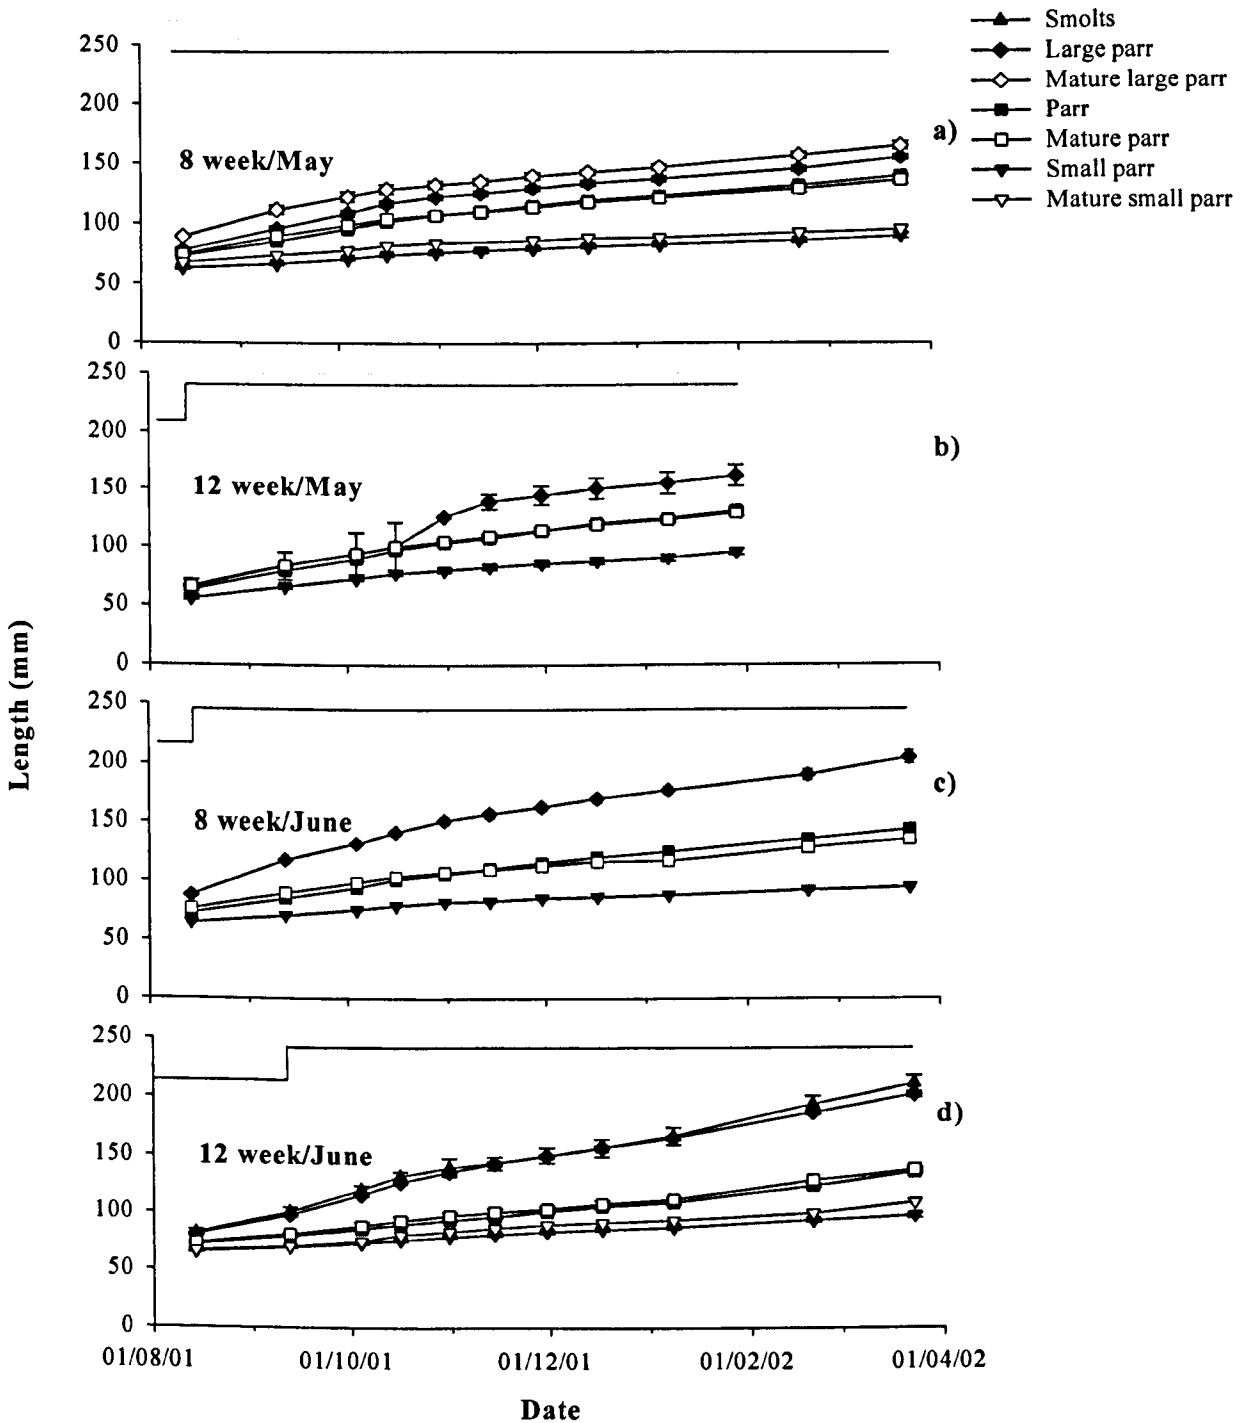 Smolts
Large parr
Mature large parr
Parr
Mature parr
Small parr
Mature small parr
250
200
150
100
50
0
8 week/May
a)
250
200
150
100
50
0
12 week/May
b)
250
200
150
100
50
0
8 week/June
c)
250
200
150
100
50
0
12 week/June
d)
Length (mm)
01/08/01 01/10/01 01/12/01 01/02/02 01/04/02
Date